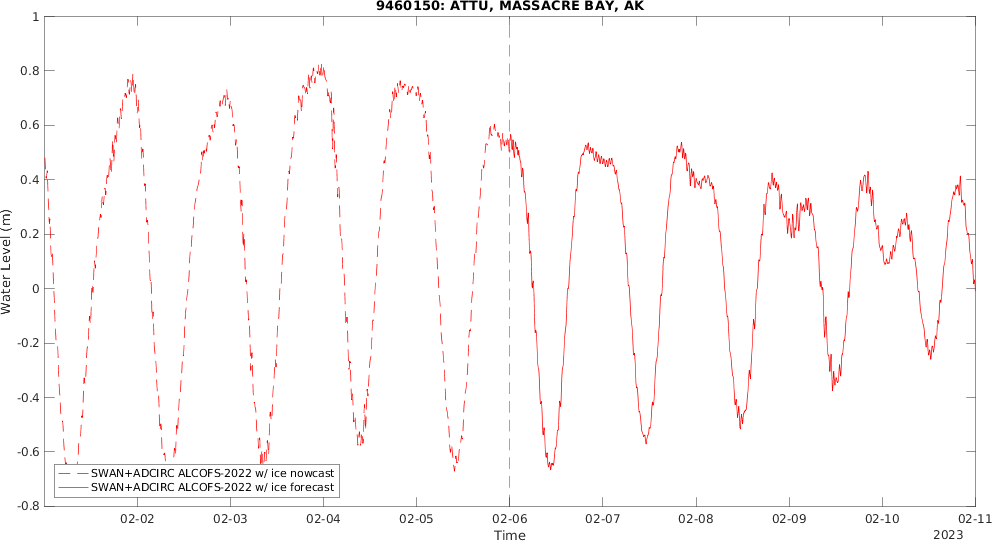 9460150: ATTU, MASSACRE BAY, AK
1
0.8
0.6
0.4
0.2
0
-0.2
-0.4
-0.6
-0.8
Water Level (m)
SWAN+ADCIRC ALCOFS-2022 w/ ice nowcast
SWAN+ADCIRC ALCOFS-2022 w/ ice forecast
02-02 02-03 02-04 02-05 02-06 02-07 02-08 02-09 02-10 02-11
Time
2023